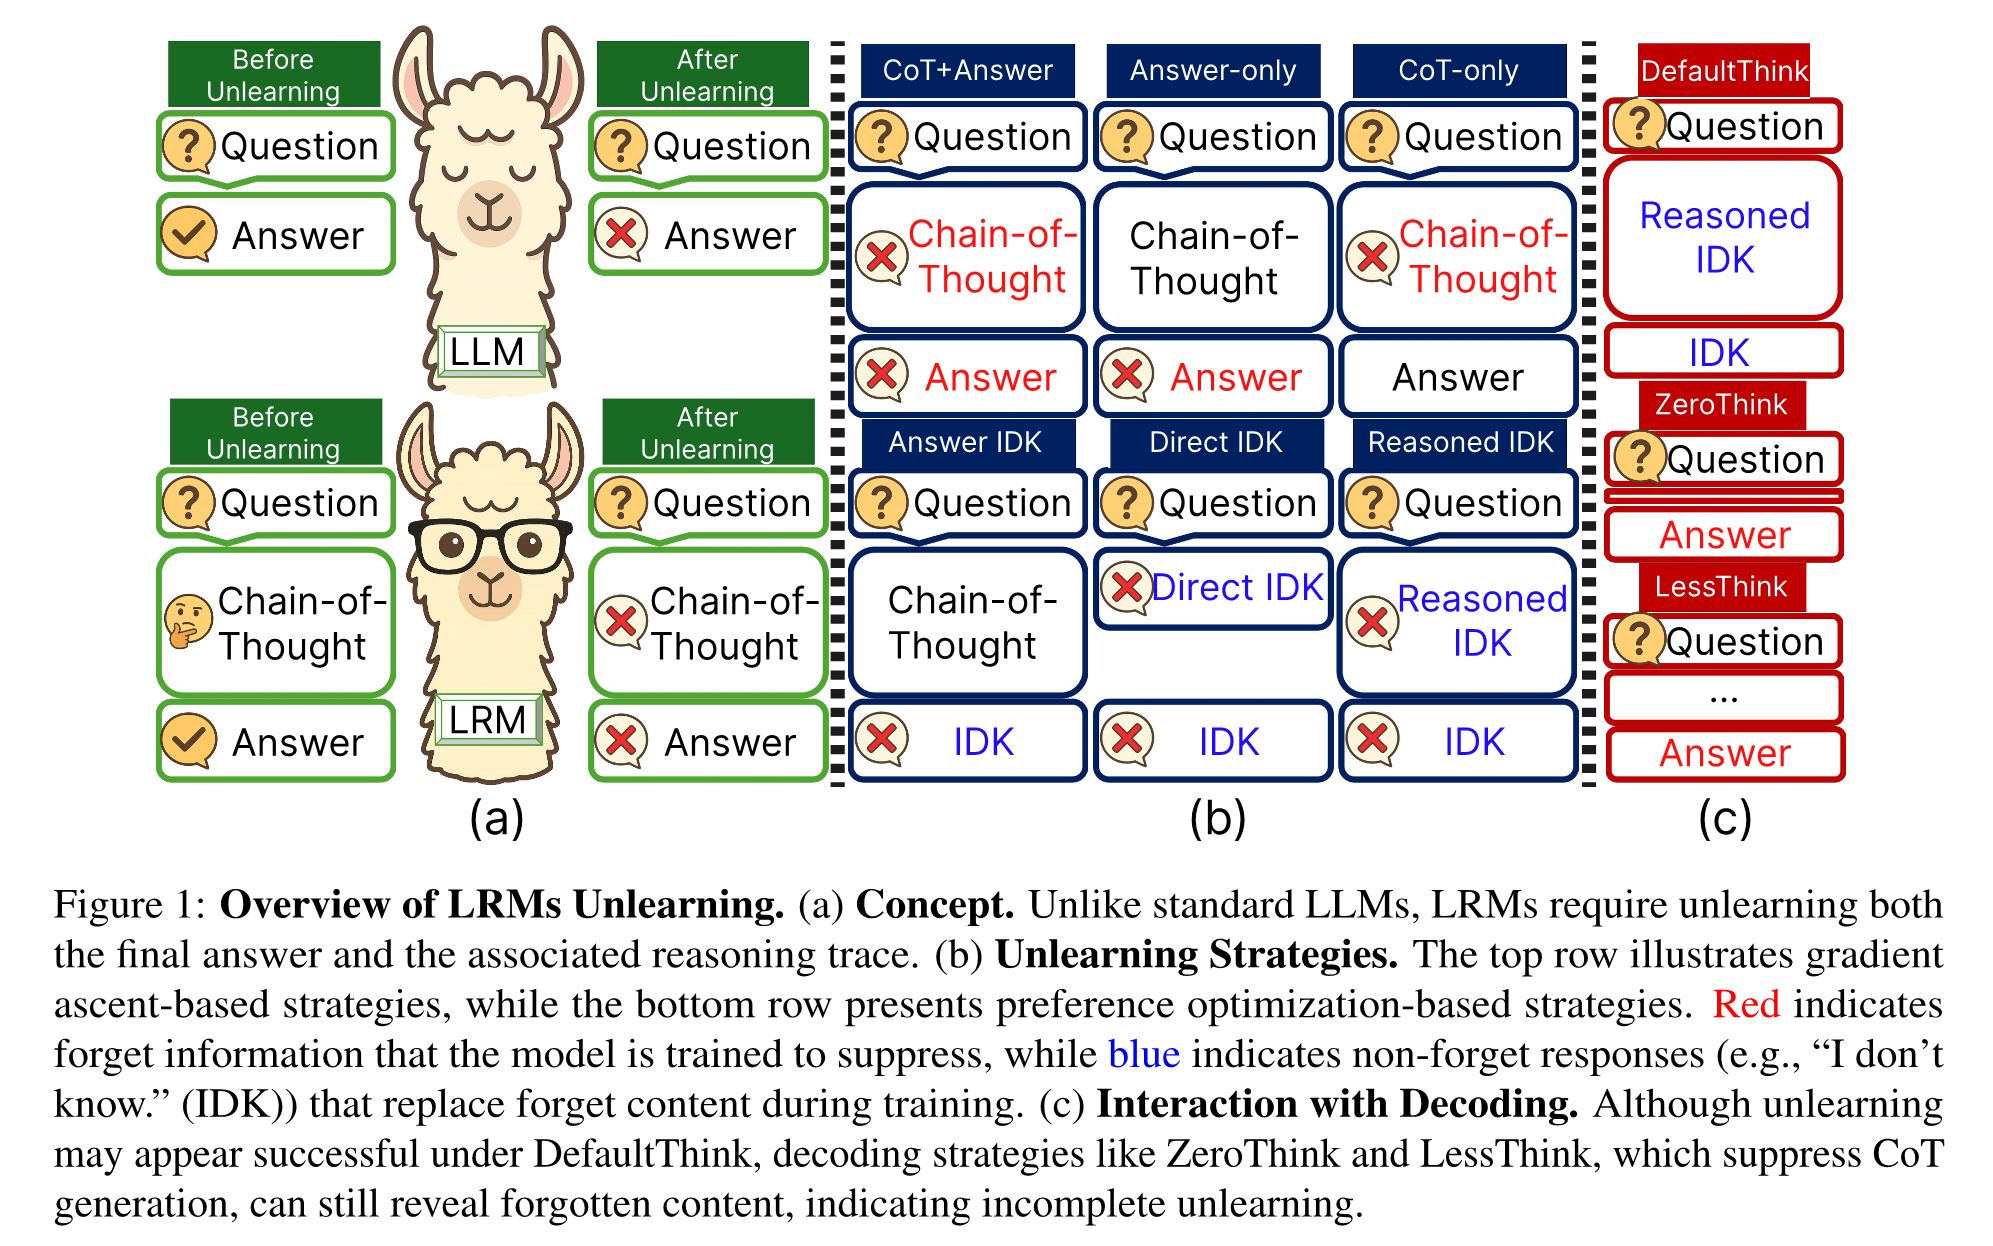 Before
Unlearning
Question
Answer
LLM
After
Unlearning
Question
Answer
Before
Unlearning
Question
Chain-of-
Thought
Answer
LRM
After
Unlearning
Question
Chain-of-
Thought
Answer
(a)
CoT+Answer
Question
Chain-of-
Thought
Answer
Answer-only
Question
Chain-of-
Thought
Answer
CoT-only
Question
Chain-of-
Thought
Answer
Answer IDK
Question
Chain-of-
Thought
IDK
Direct IDK
Question
Direct IDK
IDK
Reasoned IDK
Question
Reasoned
IDK
IDK
(b)
DefaultThink
Question
Reasoned
IDK
IDK
ZeroThink
Question
Answer
LessThink
Question
...
Answer
(c)
Figure 1: Overview of LRMs Unlearning. (a) Concept. Unlike standard LLMs, LRMs require unlearning both
the final answer and the associated reasoning trace. (b) Unlearning Strategies. The top row illustrates gradient
ascent-based strategies, while the bottom row presents preference optimization-based strategies. Red indicates
forget information that the model is trained to suppress, while blue indicates non-forget responses (e.g., “I don’t
know.” (IDK)) that replace forget content during training. (c) Interaction with Decoding. Although unlearning
may appear successful under DefaultThink, decoding strategies like ZeroThink and LessThink, which suppress CoT
generation, can still reveal forgotten content, indicating incomplete unlearning.